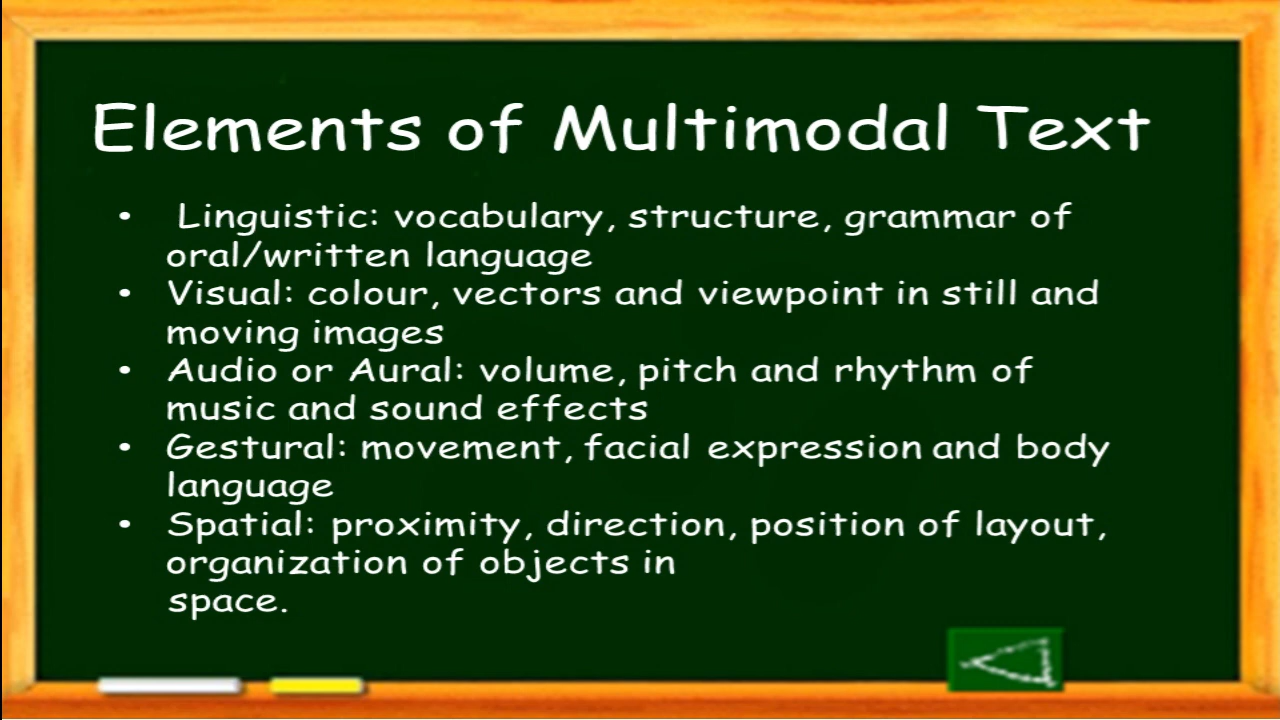 Elements of Multimodal Text
• Linguistic: vocabulary, structure, grammar of
oral/written language
• Visual: colour, vectors and viewpoint in still and
moving images
• Audio or Aural: volume, pitch and rhythm of
music and sound effects
• Gestural: movement, facial expression and body
language
• Spatial: proximity, direction, position of layout,
organization of objects in
space.